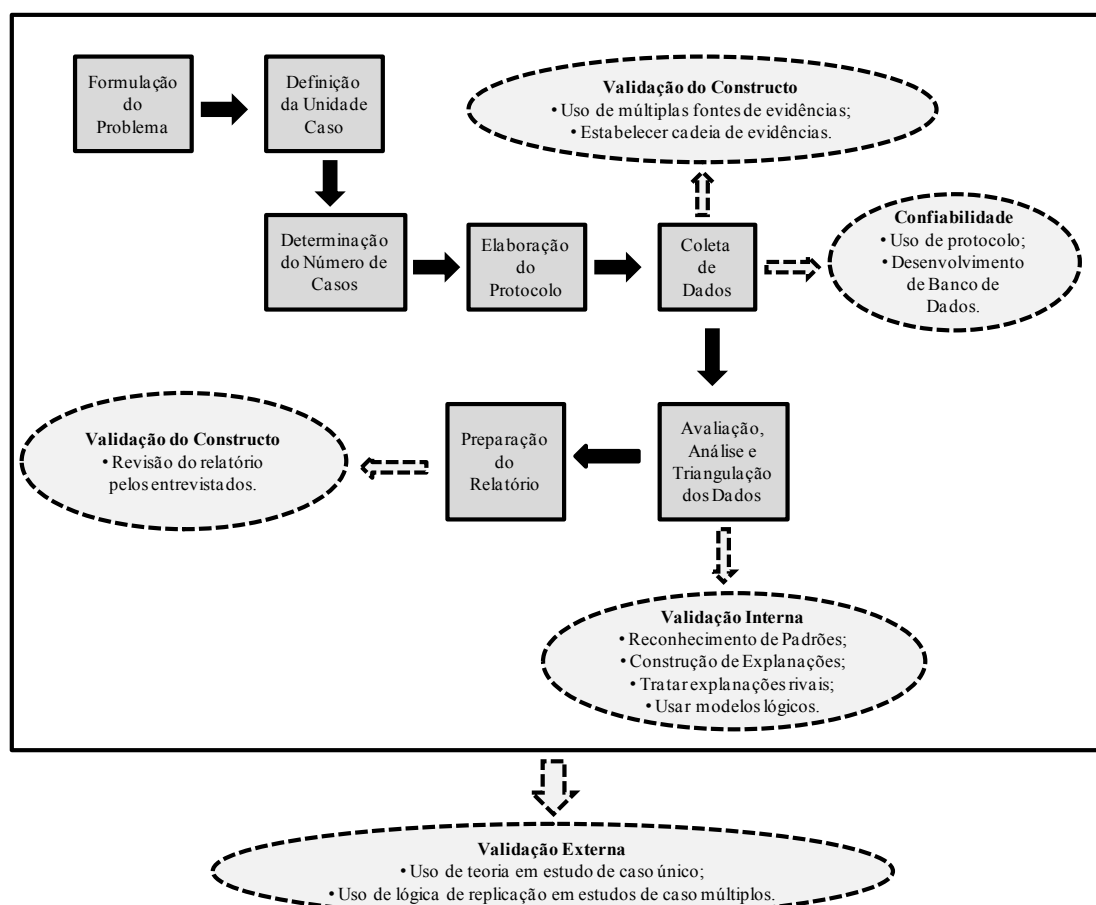 Formulação
do
Problema
Definição
da Unidade
Caso
Validação do Constructo
• Uso de múltiplas fontes de evidências;
• Estabelecer cadeia de evidências.
Determinação
do Número de
Casos
Elaboração
do
Protocolo
Coleta
de
Dados
Confiabilidade
• Uso de protocolo;
• Desenvolvimento
de Banco de
Dados.
Validação do Constructo
• Revisão do relatório
pelos entrevistados.
Preparação
do
Relatório
Avaliação,
Análise e
Triangulação
dos Dados
Validação Interna
• Reconhecimento de Padrões;
• Construção de Explanações;
• Tratar explanações rivais;
• Usar modelos lógicos.
Validação Externa
• Uso de teoria em estudo de caso único;
• Uso de lógica de replicação em estudos de caso múltiplos.